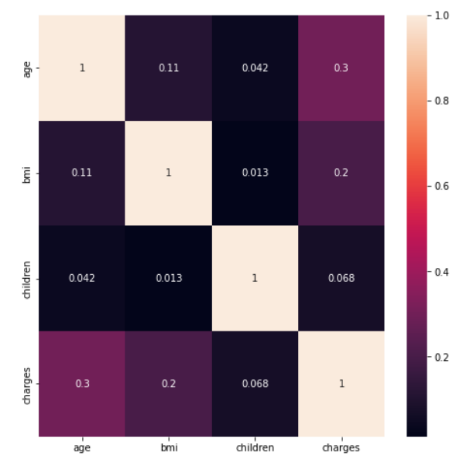 age 1 0.11 0.042 0.3
bmi 0.11 1 0.013 0.2
children 0.042 0.013 1 0.068
charges 0.3 0.2 0.068 1
age bmi children charges
1.0
0.8
0.6
0.4
0.2